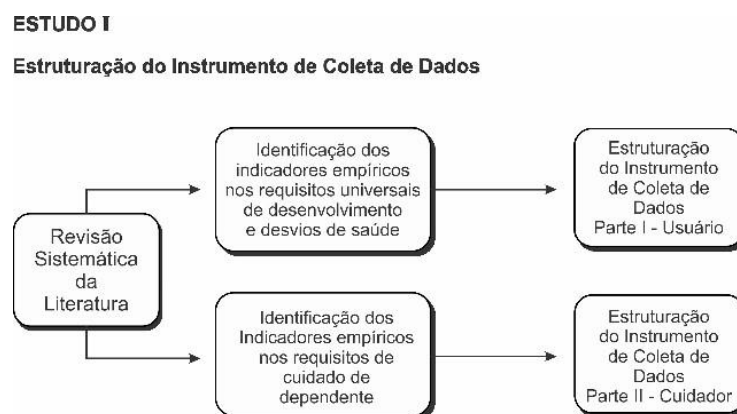 ESTUDO I
Estruturação do Instrumento de Coleta de Dados
Revisão
Sistemática
da
Literatura
Identificação dos
indicadores empíricos
nos requisitos universais
de desenvolvimento
e desvios de saúde
Estruturação
do Instrumento
de Coleta de
Dados
Parte I - Usuário
Identificação dos
Indicadores empíricos
nos requisitos de
cuidado de
dependente
Estruturação
do Instrumento
de Coleta de
Dados
Parte II - Cuidador